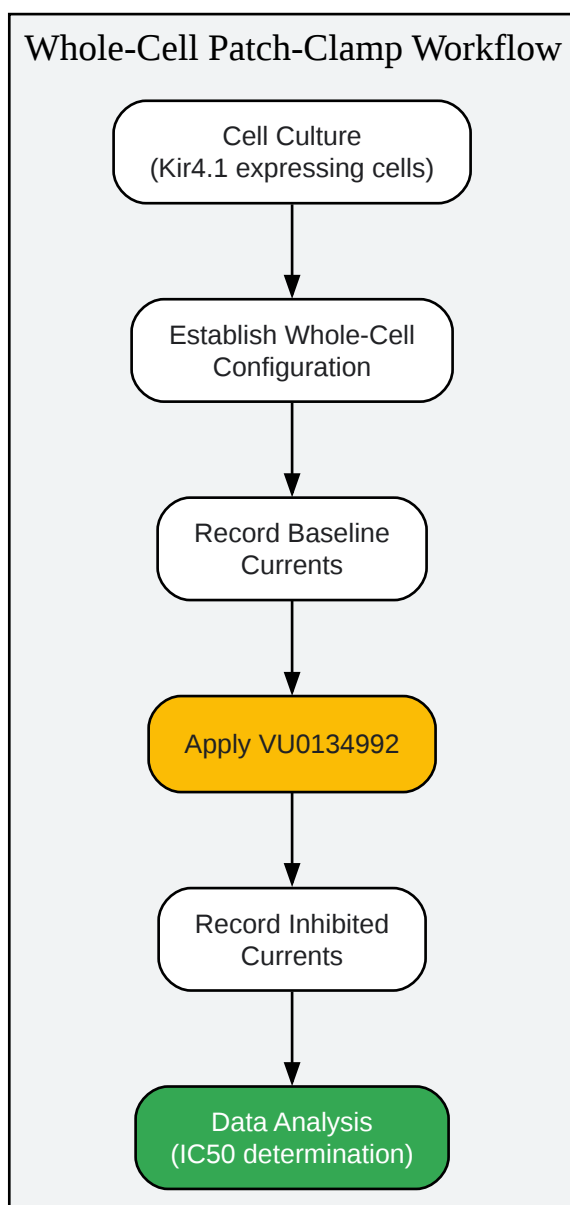 Whole-Cell Patch-Clamp Workflow
Cell Culture
(Kir4.1 expressing cells)
Establish Whole-Cell
Configuration
Record Baseline
Currents
Apply VU0134992
Record Inhibited
Currents
Data Analysis
(IC50 determination)